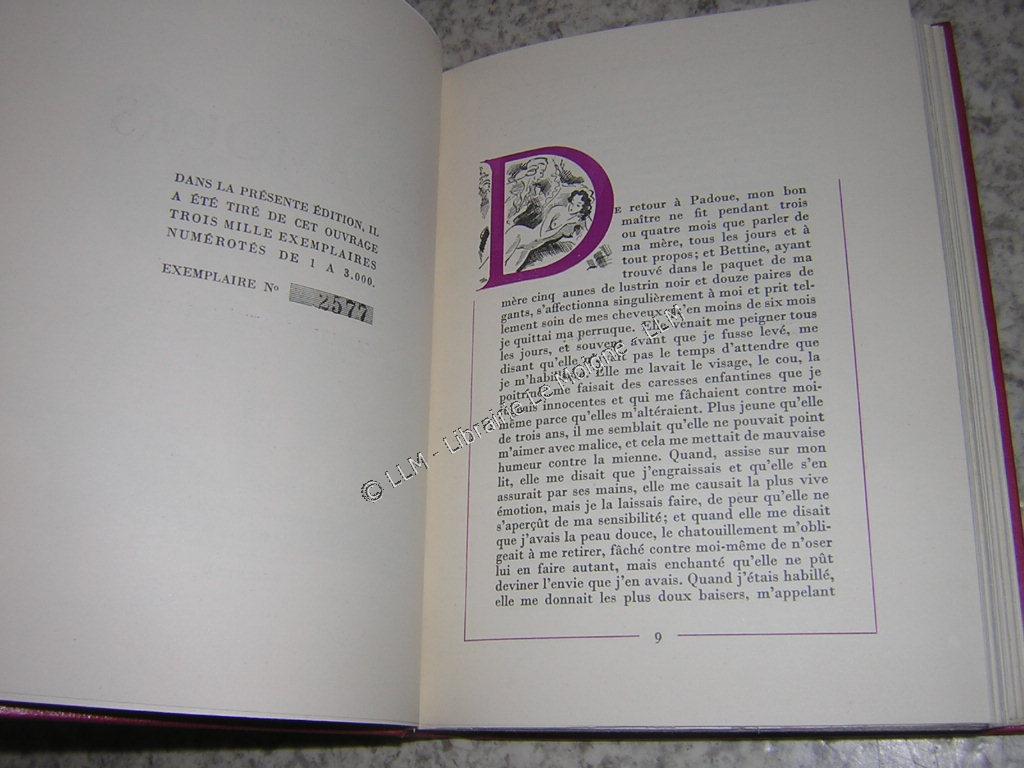 DANS LA PRÉSENTE ÉDITION, IL
A ÉTÉ TIRÉ DE CET OUVRAGE
TROIS MILLE EXEMPLAIRES
NUMÉROTÉS DE 1 A 3.000.
EXEMPLAIRE Nº 2577
DE retour à Padoue, mon bon
maître ne fit pendant trois
ou quatre mois que parler de
ma mère, tous les jours et à
tout propos; et Bettine, ayant
trouvé dans le paquet de ma
mère cinq aunes de lustrin noir et douze paires de
gants, s'affectionna singulièrement à moi et prit tel-
lement soin de mes cheveux qu'en moins de six mois
je quittai ma perruque. Elle venait me peigner tous
les jours, et souvent avant que je fusse levé, me
disant qu'elle n'avait pas le temps d'attendre que
je m'habillasse. Elle me lavait le visage, le cou, la
poitrine, me faisait des caresses enfantines que je
jugeais innocentes et qui me fâchaient contre moi-
même parce qu'elles m'altéraient. Plus jeune qu'elle
de trois ans, il me semblait qu'elle ne pouvait point
m'aimer avec malice, et cela me mettait de mauvaise
humeur contre la mienne. Quand, assise sur mon
lit, elle me disait que j'engraissais et qu'elle s'en
assurait par ses mains, elle me causait la plus vive
émotion, mais je la laissais faire, de peur qu'elle ne
s'aperçût de ma sensibilité; et quand elle me disait
que j'avais la peau douce, le chatouillement m'obli-
geait à me retirer, fâché contre moi-même de n'oser
lui en faire autant, mais enchanté qu'elle ne pût
deviner l'envie que j'en avais. Quand j'étais habillé,
elle me donnait les plus doux baisers, m'appelant
9
© LLM - Librairie Le Molome - LLM